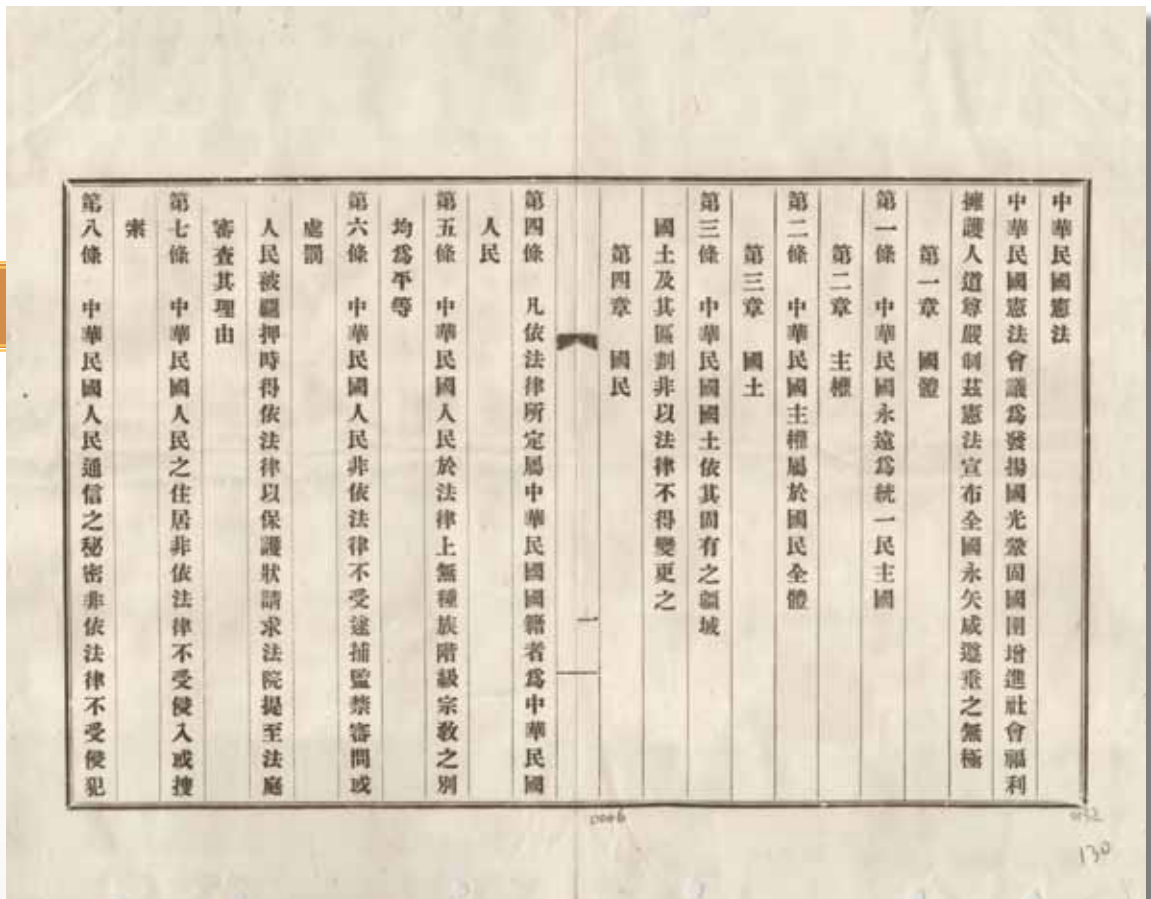 中華民國憲法
中華民國憲法會議爲發揚國光鞏固國圉增進社會福利
擁護人道尊嚴制茲憲法宣布全國永矢咸遵垂之無極
第一章　國體
第一條　中華民國永遠爲統一民主國
第二章　主權
第二條　中華民國主權屬於國民全體
第三章　國土
第三條　中華民國國土依其固有之疆域
國土及其區劃非以法律不得變更之
第四章　國民
一
第四條　凡依法律所定屬中華民國國籍者爲中華民國
人民
第五條　中華民國人民於法律上無種族階級宗教之別
均爲平等
第六條　中華民國人民非依法律不受逮捕監禁審問或
處罰
人民被羈押時得依法律以保護狀請求法院提至法庭
審查其理由
第七條　中華民國人民之住居非依法律不受侵入或搜
索
第八條　中華民國人民通信之秘密非依法律不受侵犯
130